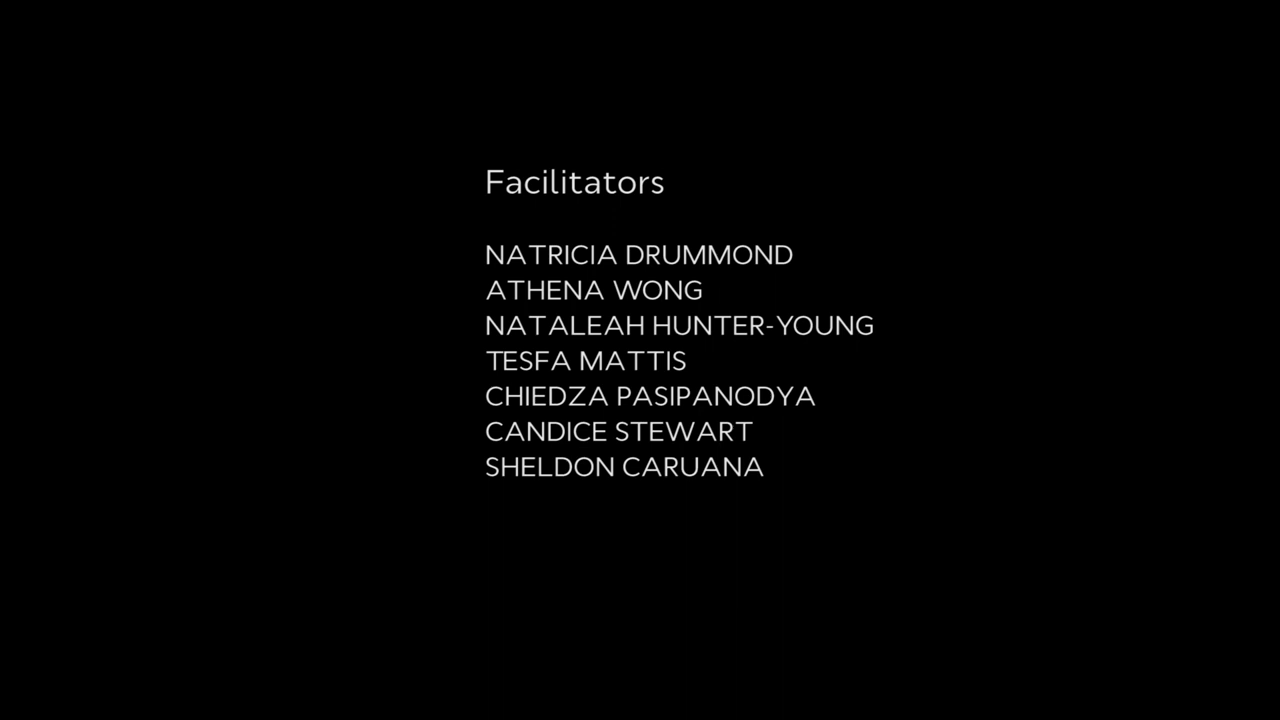 Facilitators
NATRICIA DRUMMOND
ATHENA WONG
NATALEAH HUNTER-YOUNG
TESFA MATTIS
CHIEDZA PASIPANODYA
CANDICE STEWART
SHELDON CARUANA